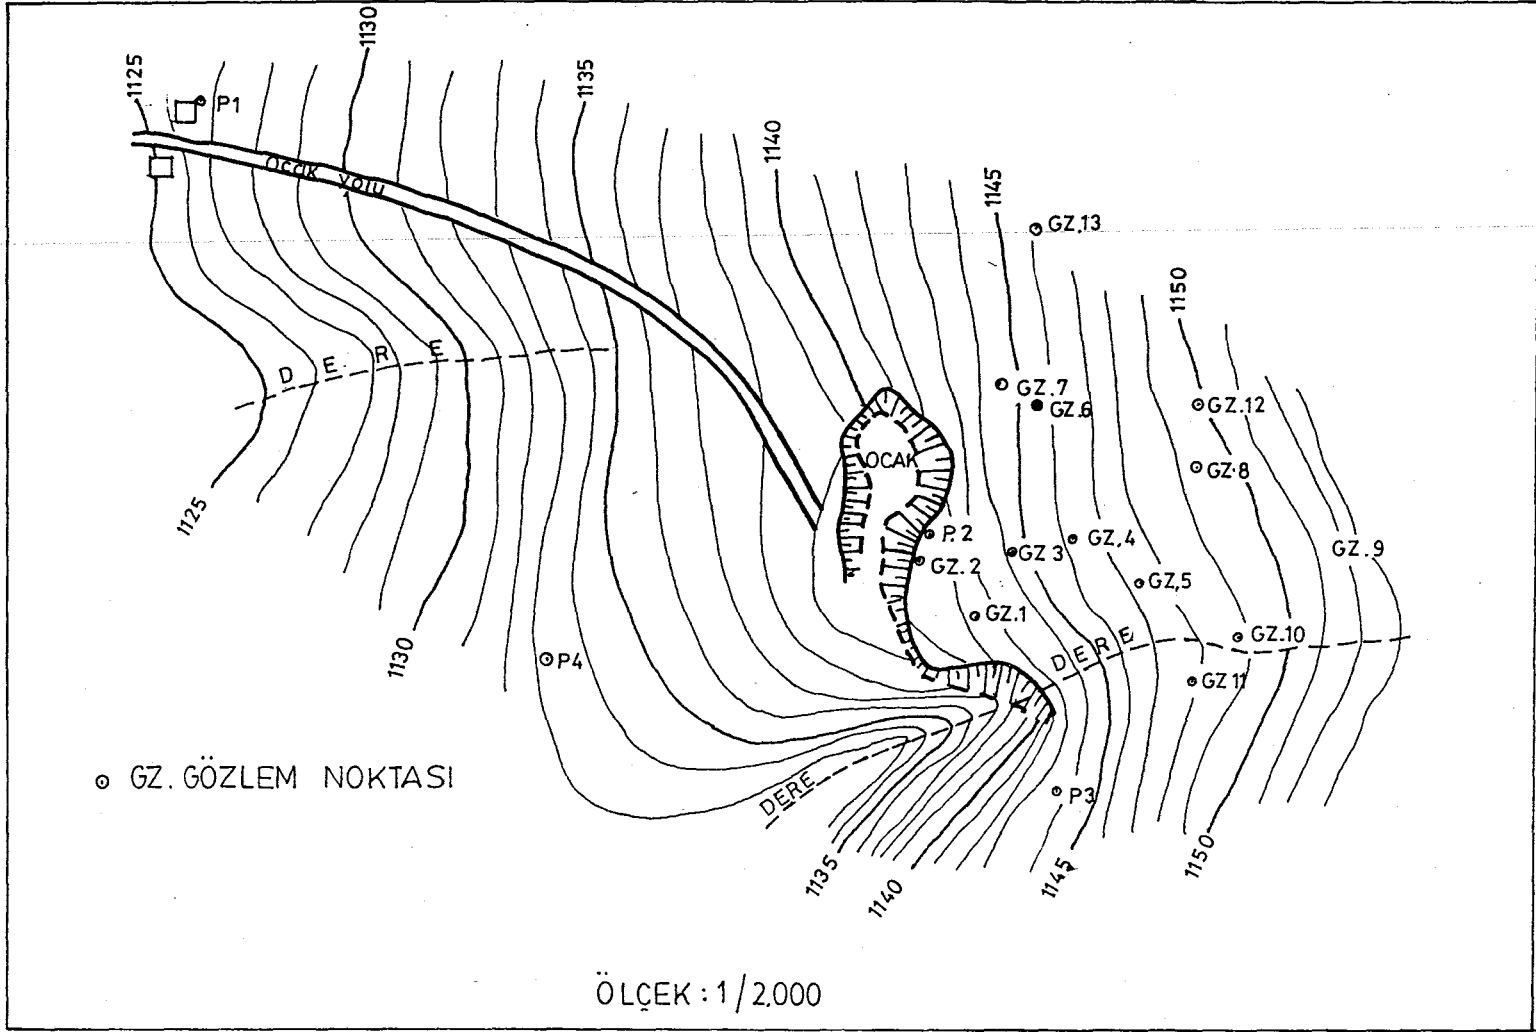 1130
1125
P1
1135
1140
Ocak yolu
1145
GZ.13
1150
D E R E
GZ.7
GZ.6
GZ.12
OCAK
GZ.8
1125
P.2
GZ.4
GZ.9
GZ 3
GZ.2
GZ,5
GZ.1
DERE
GZ.10
1130
P4
GZ 11
GZ. GÖZLEM NOKTASI
DERE
P3
1135
1140
1145
1150
ÖLÇEK : 1 / 2.000